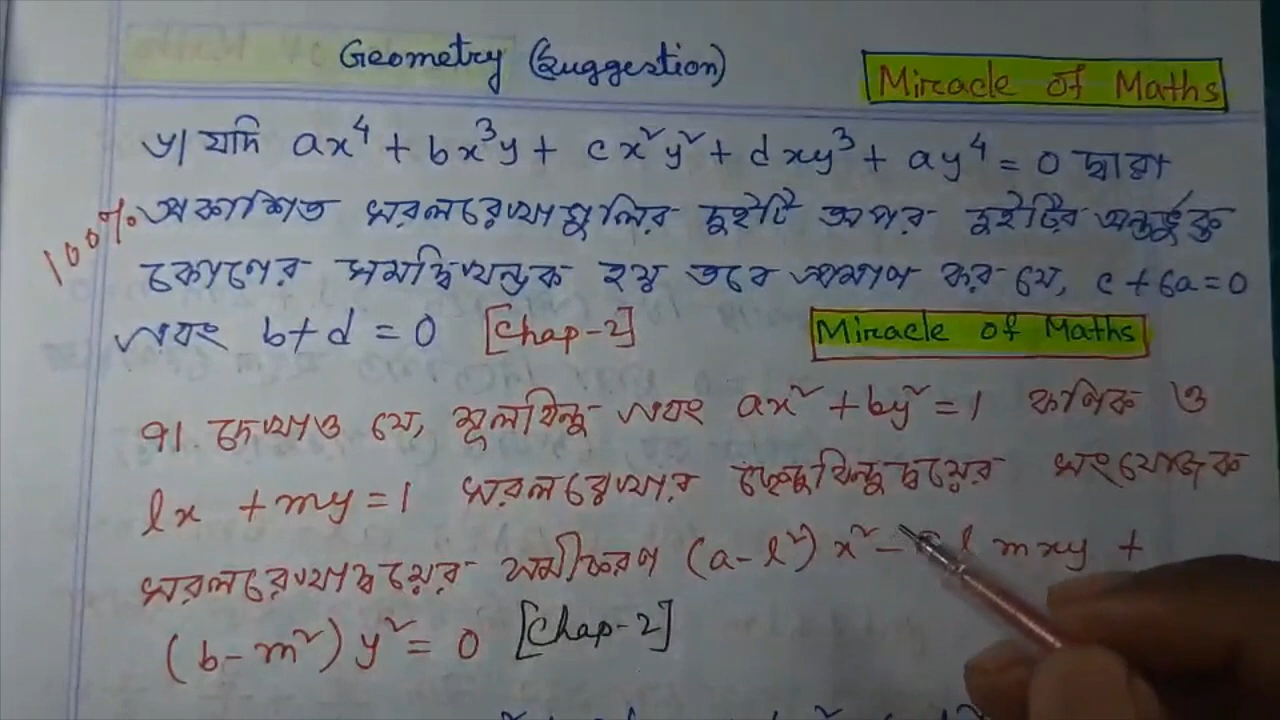 Geometry (Suggestion)
Miracle of Maths
৬। যদি ax⁴ + bx³y + cx²y² + dxy³ + ay⁴ = 0 দ্বারা
100% প্রকাশিত সরলরেখাগুলির দুইটি অপর দুইটির অন্তর্ভুক্ত
কোণের সমদ্বিখন্ডক হয় তবে প্রমাণ কর যে, c + 6a = 0
এবং b + d = 0 [Chap-2]
Miracle of Maths
৭। দেখাও যে, মূলবিন্দু এবং ax² + by² = 1 কণিক ও
lx + my = 1 সরলরেখার ছেদবিন্দুদ্বয়ের সংযোজক
সরলরেখাদ্বয়ের সমীকরণ (a - l²) x² - l mxy +
(b - m²) y² = 0 [Chap-2]